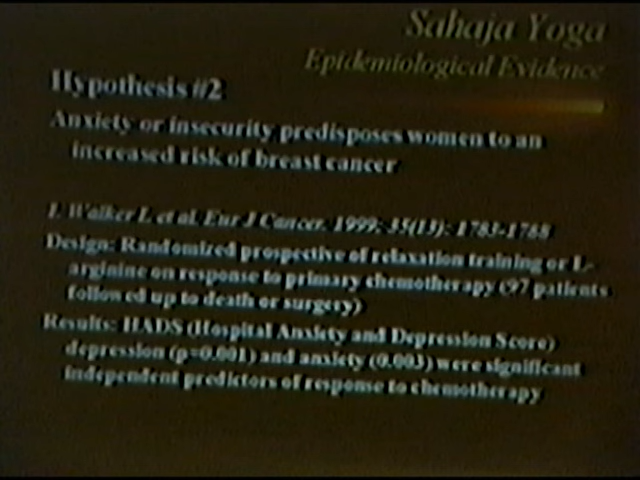 Sahaja Yoga
Epidemiological Evidence
Hypothesis #2
Anxiety or insecurity predisposes women to an
increased risk of breast cancer
1. Walker L et al. Eur J Cancer. 1999; 35(13): 1783-1788
Design: Randomized prospective of relaxation training or L-
arginine on response to primary chemotherapy (97 patients
followed up to death or surgery)
Results: HADS (Hospital Anxiety and Depression Score)
depression (p=0.001) and anxiety (0.003) were significant
independent predictors of response to chemotherapy